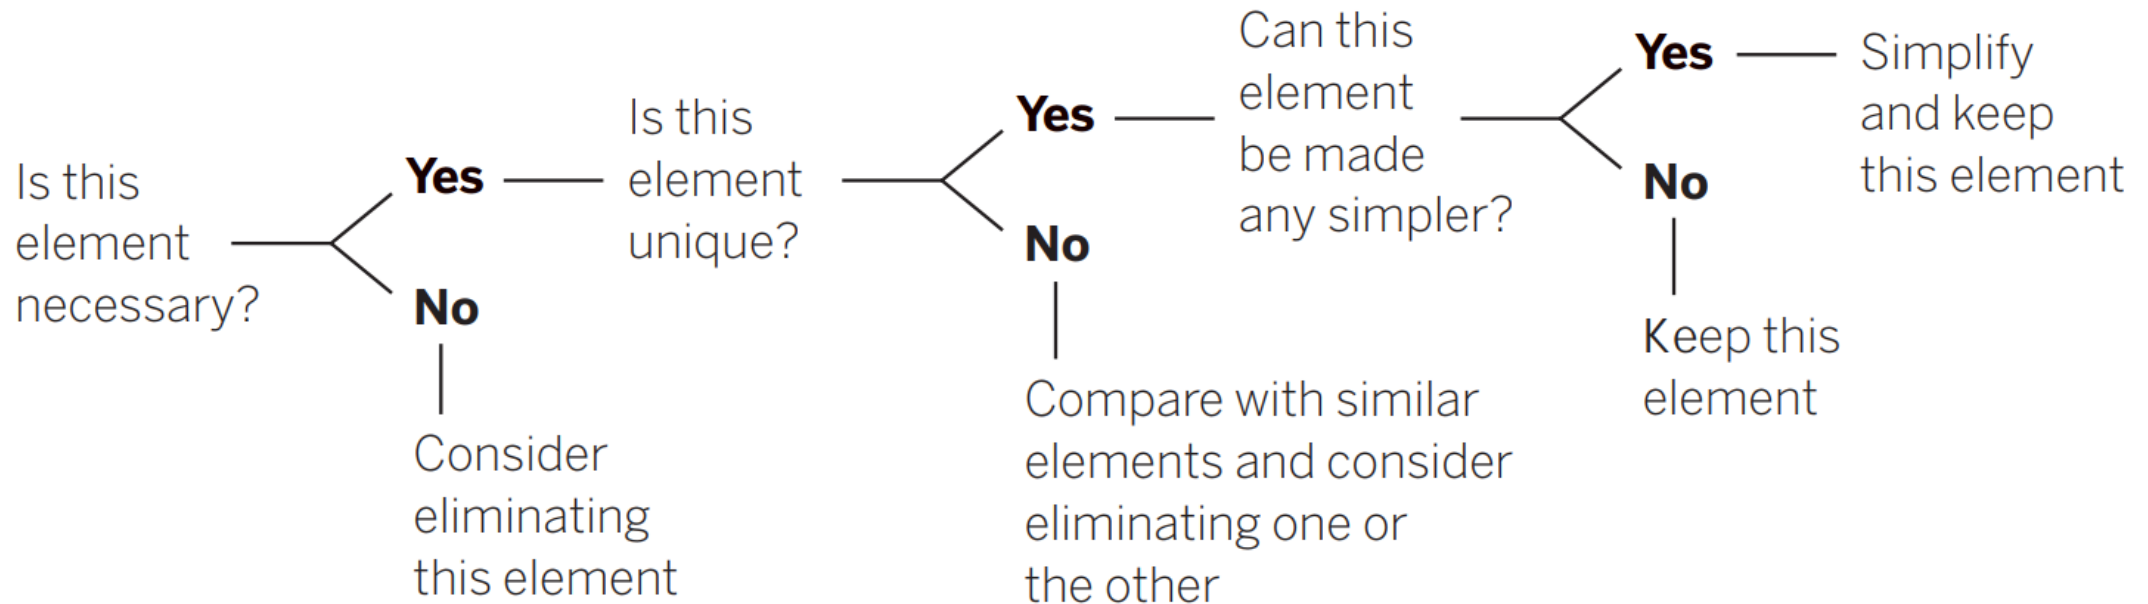 Is this
element
necessary?
Yes
No
Consider
eliminating
this element
Is this
element
unique?
Yes
No
Compare with similar
elements and consider
eliminating one or
the other
Can this
element
be made
any simpler?
Yes
No
Keep this
element
Simplify
and keep
this element